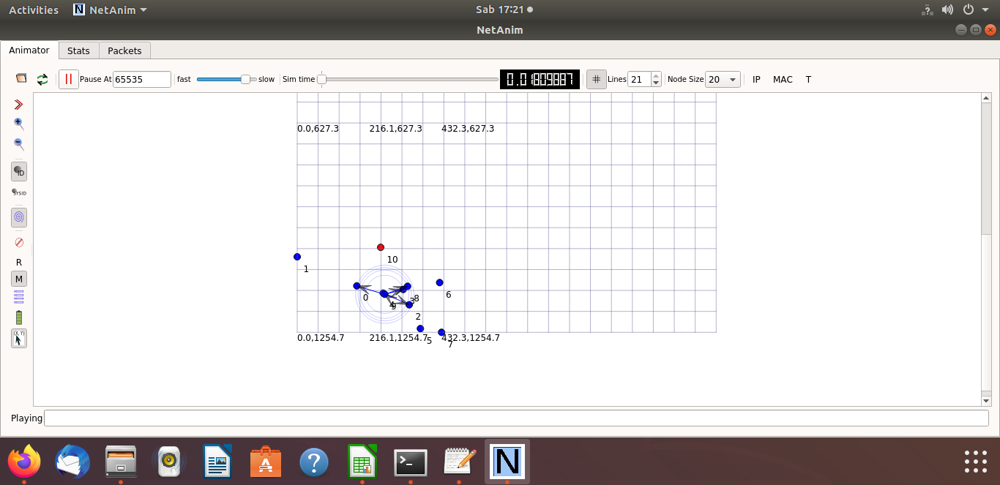 Activities NetAnim Sab 17:21
NetAnim
Animator Stats Packets
Pause At 65535 fast slow Sim time 0.01809887 # Lines 21 Node Size 20 IP MAC T
ID
SYSID
R
M
(X, Y)
0.0,627.3 216.1,627.3 432.3,627.3
10
1
6
0 4 9 3 8
2
0.0,1254.7 216.1,1254.7 5 432.3,1254.7
7
Playing